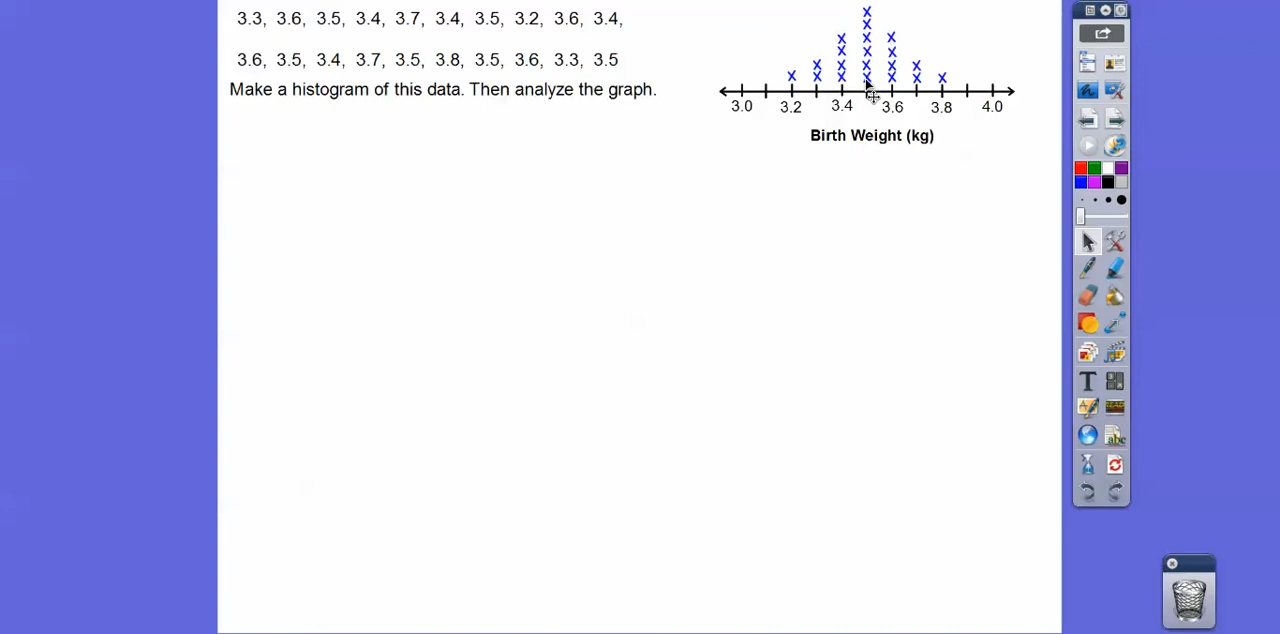 3.3, 3.6, 3.5, 3.4, 3.7, 3.4, 3.5, 3.2, 3.6, 3.4,
3.6, 3.5, 3.4, 3.7, 3.5, 3.8, 3.5, 3.6, 3.3, 3.5
Make a histogram of this data. Then analyze the graph.
3.0 3.2 3.4 3.6 3.8 4.0
Birth Weight (kg)